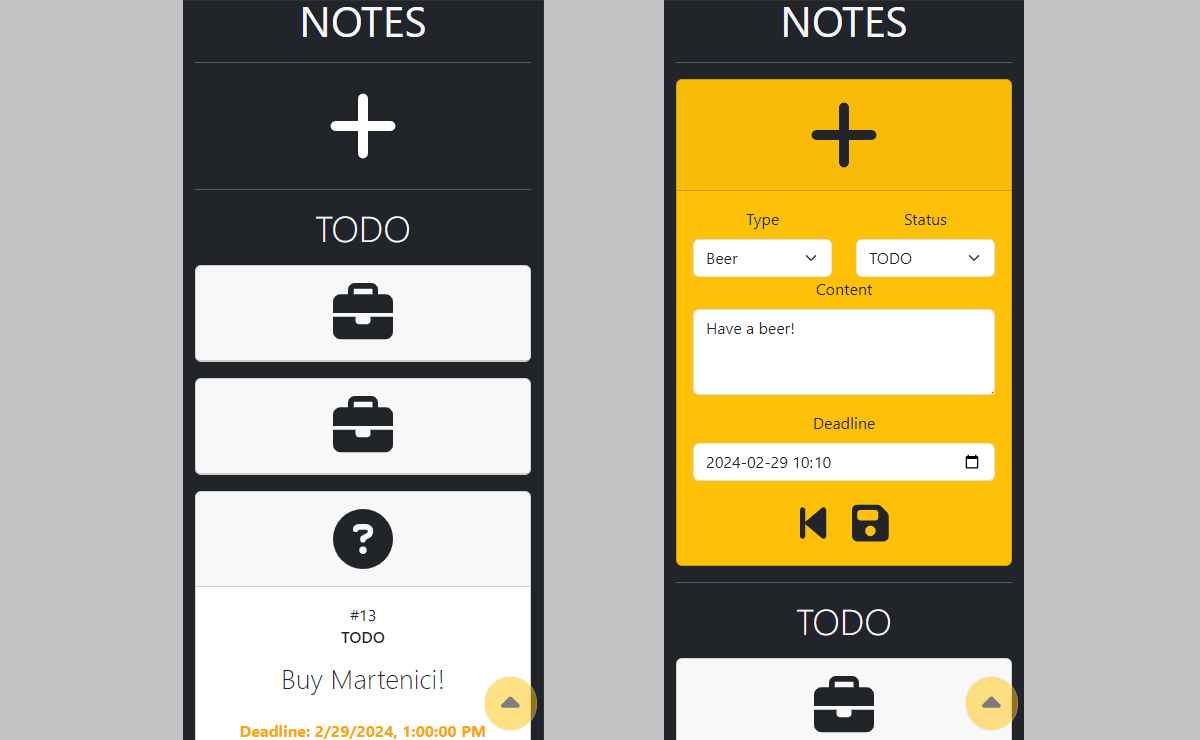 NOTES
TODO
#13
TODO
Buy Martenici!
Deadline: 2/29/2024, 1:00:00 PM
NOTES
Type
Status
Beer
TODO
Content
Have a beer!
Deadline
2024-02-29 10:10
TODO